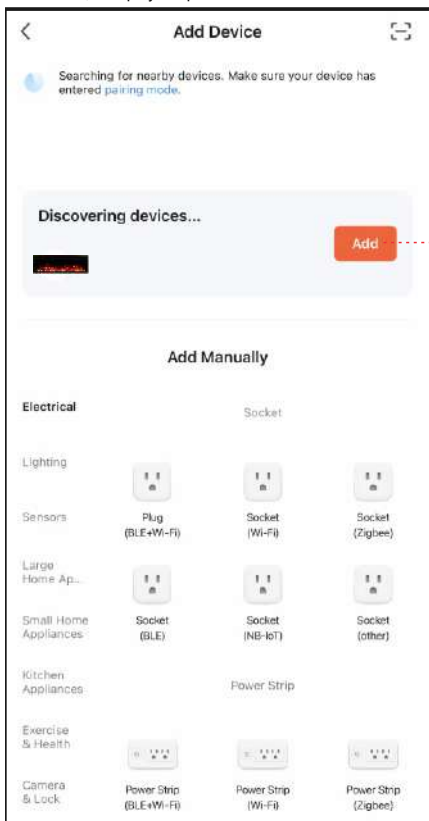 Add Device
Searching for nearby devices. Make sure your device has
entered pairing mode.
Discovering devices...
Add
Add Manually
Electrical
Socket
Lighting
Sensors
Plug
(BLE+Wi-Fi)
Socket
(Wi-Fi)
Socket
(Zigbee)
Large
Home Ap...
Small Home
Appliances
Socket
(BLE)
Socket
(NB-IoT)
Socket
(other)
Kitchen
Appliances
Power Strip
Exercise
& Health
Camera
& Lock
Power Strip
(BLE+Wi-Fi)
Power Strip
(Wi-Fi)
Power Strip
(Zigbee)